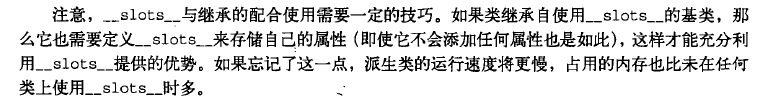 注意，__slots__与继承的配合使用需要一定的技巧。如果类继承自使用__slots__的基类，那
么它也需要定义__slots__来存储自己的属性（即使它不会添加任何属性也是如此），这样才能充分利
用__slots__提供的优势。如果忘记了这一点，派生类的运行速度将更慢，占用的内存也比未在任何
类上使用__slots__时多。